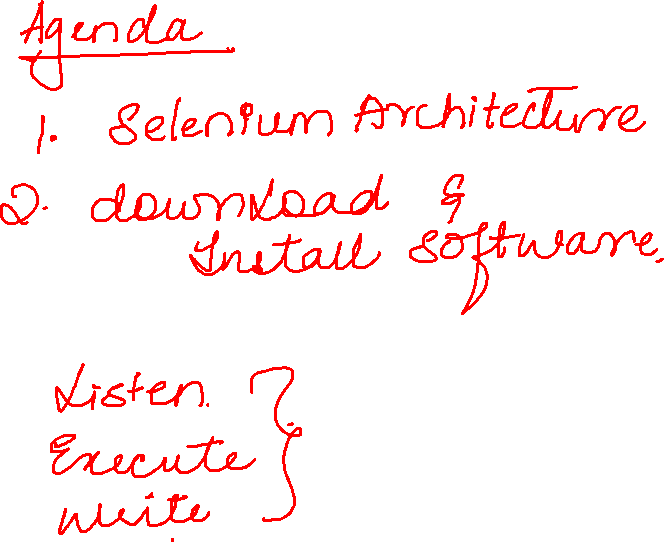 Agenda
1. Selenium Architecture
2. download &
Install software.
Listen.
Execute
Write